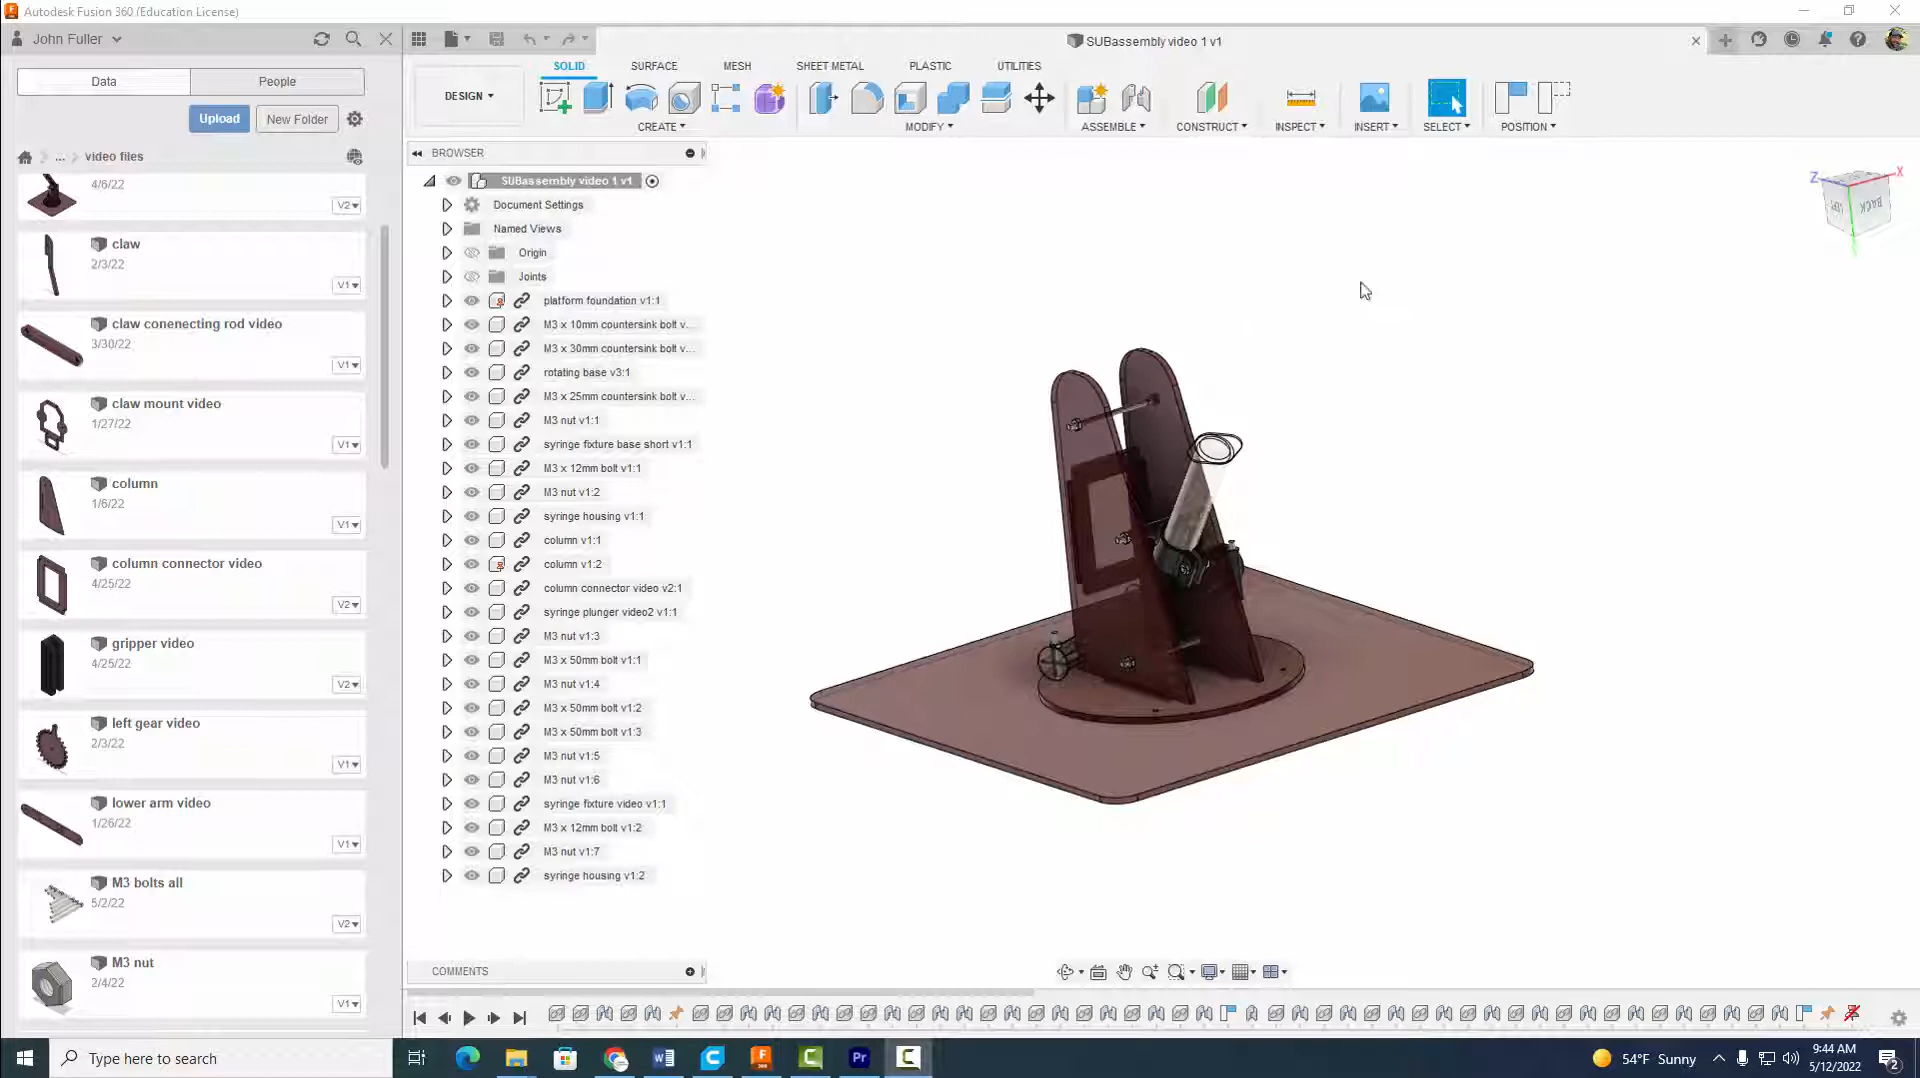 Autodesk Fusion 360 (Education License)
John Fuller
SUBassembly video 1 v1
Data People
Upload New Folder
... video files
4/6/22
V2
claw
2/3/22
V1
claw conenecting rod video
3/30/22
V1
claw mount video
1/27/22
V1
column
1/6/22
V1
column connector video
4/25/22
V2
gripper video
4/25/22
V2
left gear video
2/3/22
V1
lower arm video
1/26/22
V1
M3 bolts all
5/2/22
V2
M3 nut
2/4/22
V1
DESIGN
SOLID SURFACE MESH SHEET METAL PLASTIC UTILITIES
CREATE MODIFY ASSEMBLE CONSTRUCT INSPECT INSERT SELECT POSITION
BROWSER
SUBassembly video 1 v1
Document Settings
Named Views
Origin
Joints
platform foundation v1:1
M3 x 10mm countersink bolt v...
M3 x 30mm countersink bolt v...
rotating base v3:1
M3 x 25mm countersink bolt v...
M3 nut v1:1
syringe fixture base short v1:1
M3 x 12mm bolt v1:1
M3 nut v1:2
syringe housing v1:1
column v1:1
column v1:2
column connector video v2:1
syringe plunger video2 v1:1
M3 nut v1:3
M3 x 50mm bolt v1:1
M3 nut v1:4
M3 x 50mm bolt v1:2
M3 x 50mm bolt v1:3
M3 nut v1:5
M3 nut v1:6
syringe fixture video v1:1
M3 x 12mm bolt v1:2
M3 nut v1:7
syringe housing v1:2
COMMENTS
Z X
BACK
Type here to search
54°F Sunny
9:44 AM
5/12/2022
2